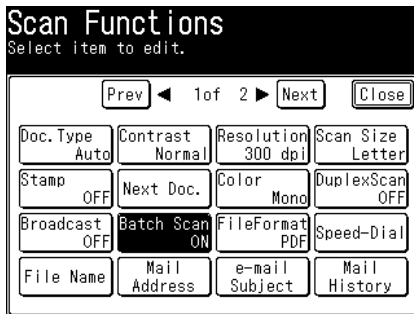 Scan Functions
Select item to edit.
Prev ◀ 1of 2 ▶ Next Close
Doc.Type Contrast Resolution Scan Size
Auto Normal 300 dpi Letter
Stamp Next Doc. Color DuplexScan
OFF Mono OFF
Broadcast Batch Scan FileFormat Speed-Dial
OFF ON PDF
File Name Mail e-mail Mail
Address Subject History